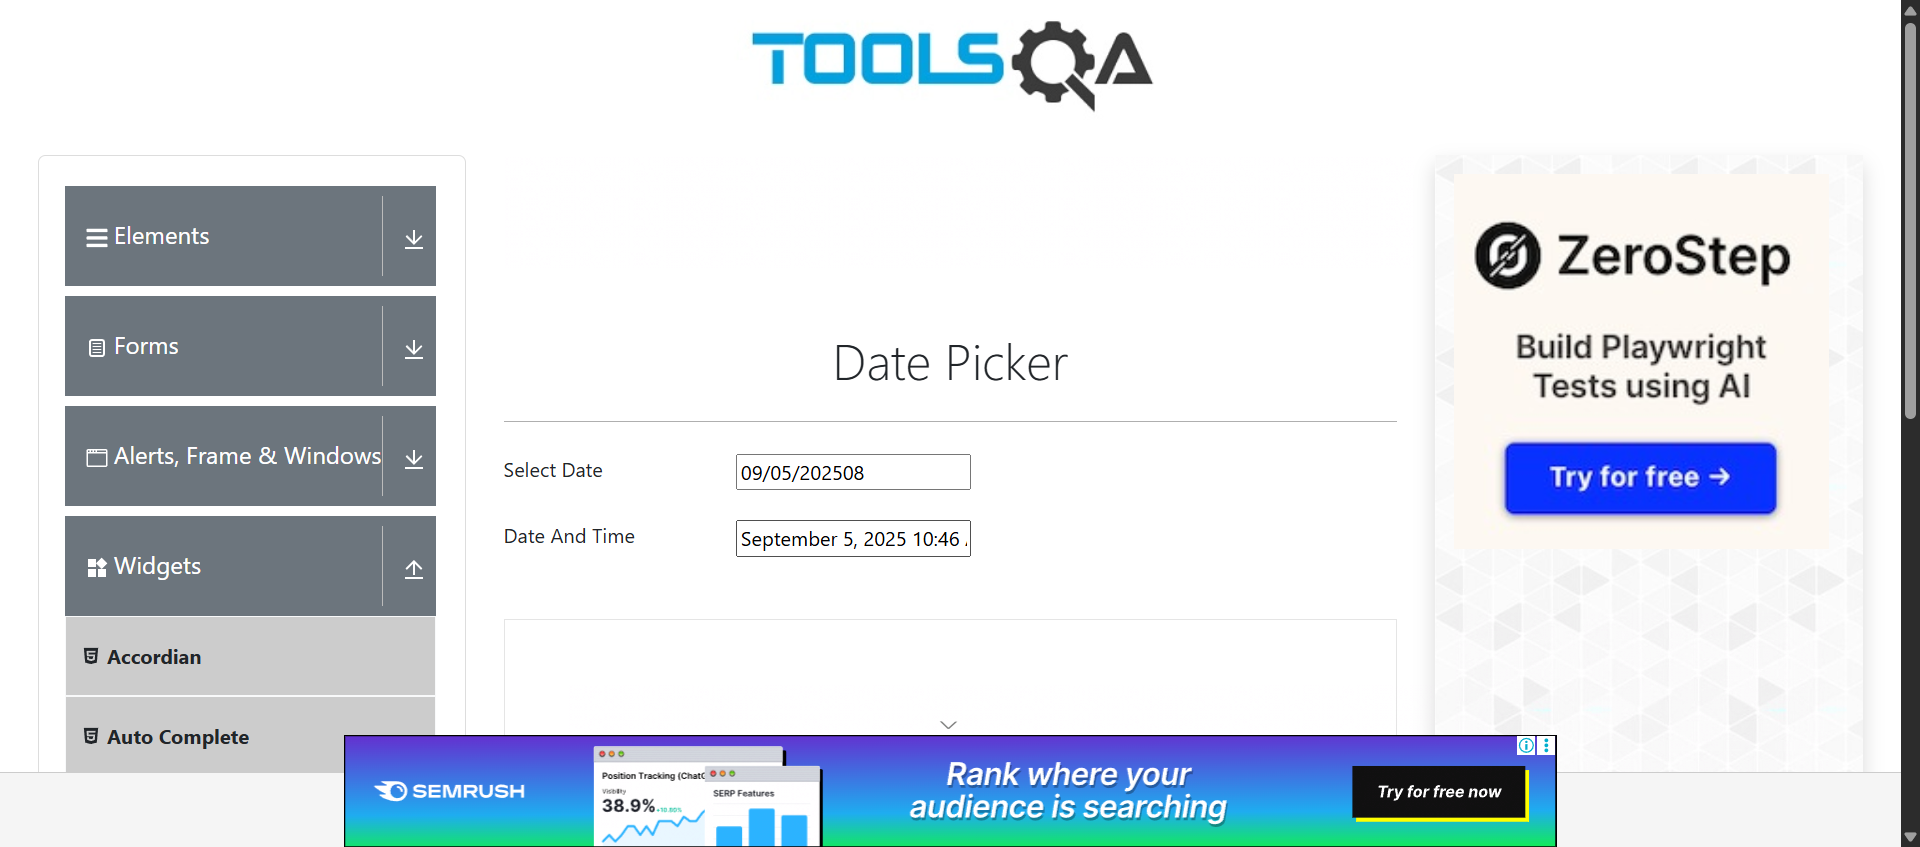 TOOLSQA
Elements
Forms
Alerts, Frame & Windows
Widgets
Accordian
Auto Complete
Date Picker
Select Date
09/05/202508
Date And Time
September 5, 2025 10:46
ZeroStep
Build Playwright
Tests using AI
Try for free →
SEMRUSH
Position Tracking (Chat
Visibility
38.9%
SERP Features
Rank where your
audience is searching
Try for free now